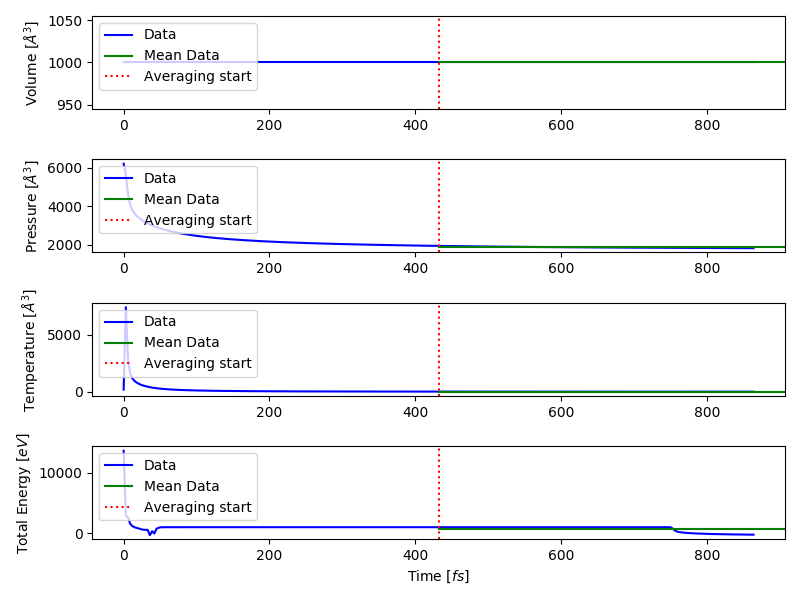 Volume [Å³]
1050
1000
950
Data
Mean Data
Averaging start
0 200 400 600 800
Pressure [Å³]
6000
4000
2000
Data
Mean Data
Averaging start
0 200 400 600 800
Temperature [Å³]
5000
0
Data
Mean Data
Averaging start
0 200 400 600 800
Total Energy [eV]
10000
0
Data
Mean Data
Averaging start
0 200 400 600 800
Time [fs]